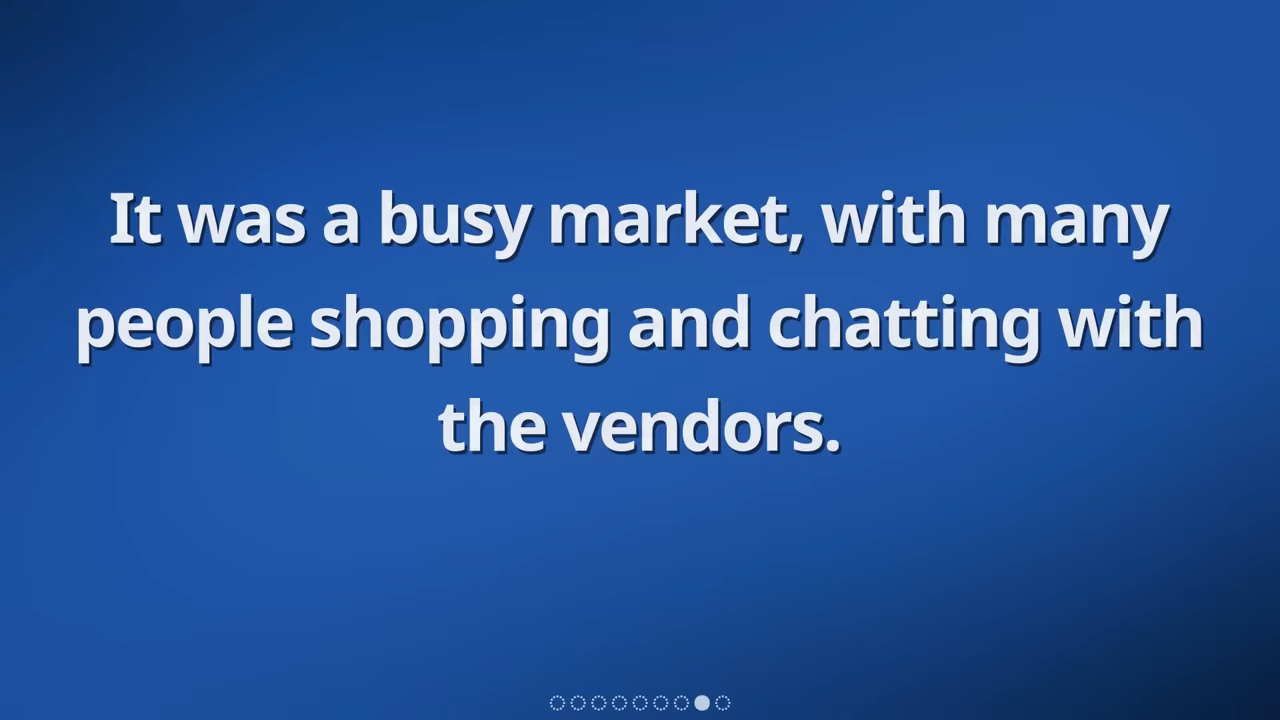 It was a busy market, with many
people shopping and chatting with
the vendors.